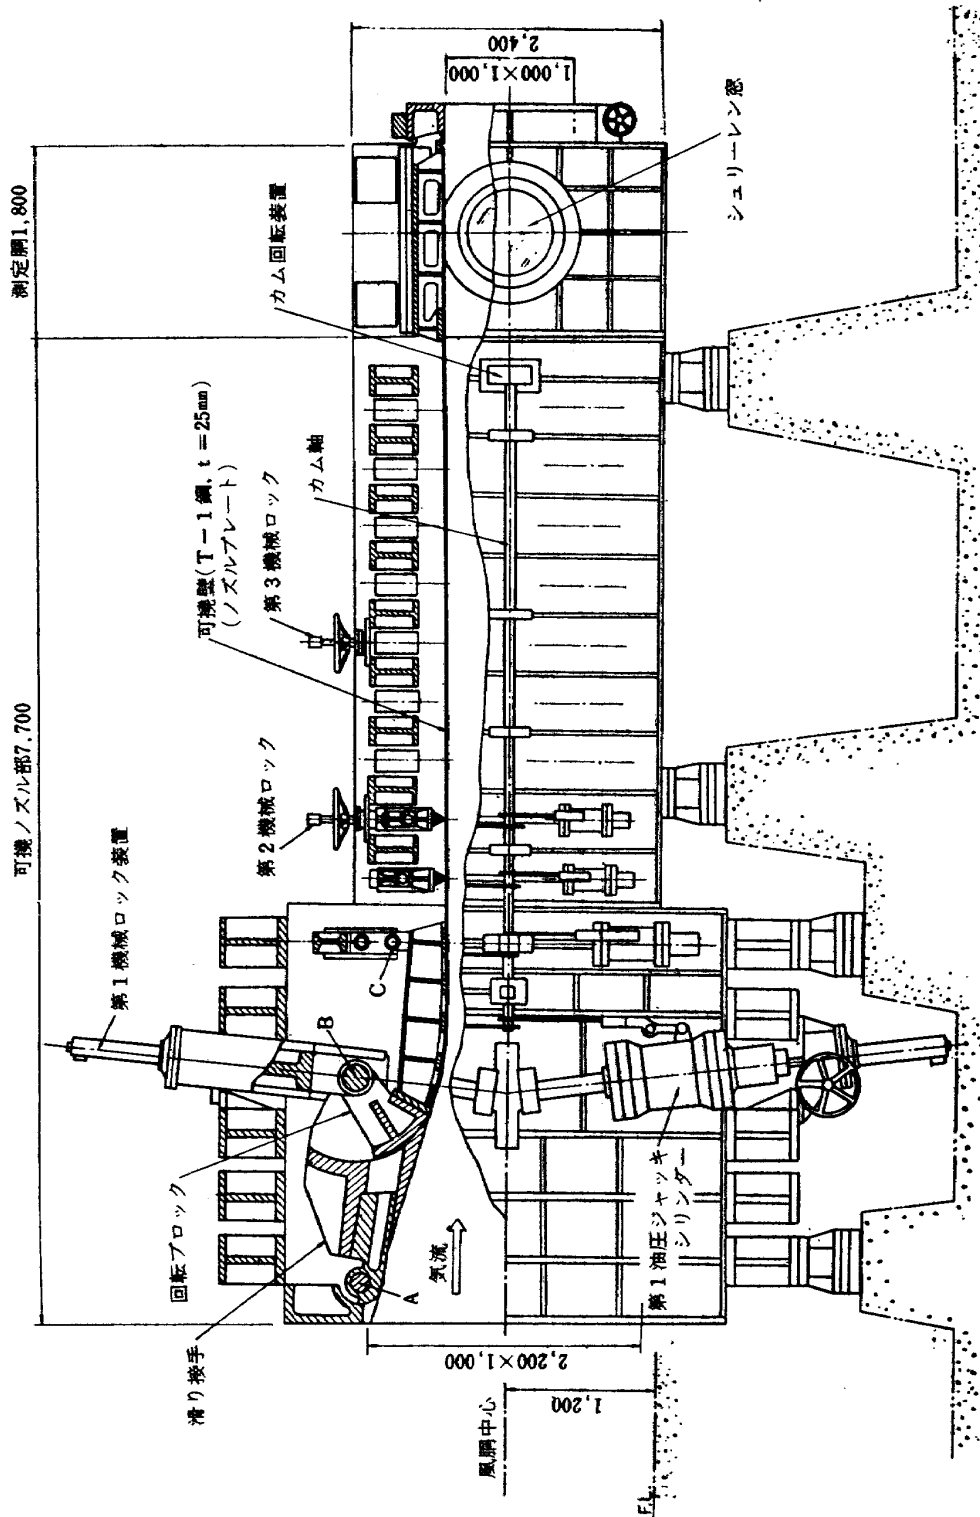 可撓ノズル部7,700
測定胴1,800
第1機械ロック装置
滑り接手
回転ブロック
第2機械ロック
可撓壁(T－1鋼、t＝25mm)
(ノズルプレート)
第3機械ロック
カム軸
カム回転装置
A
B
C
気流
風胴中心
F.L.
2,200×1,000
1,200
第1油圧ジャッキ
シリンダー
1,000×1,000
2,400
シュリーレン窓